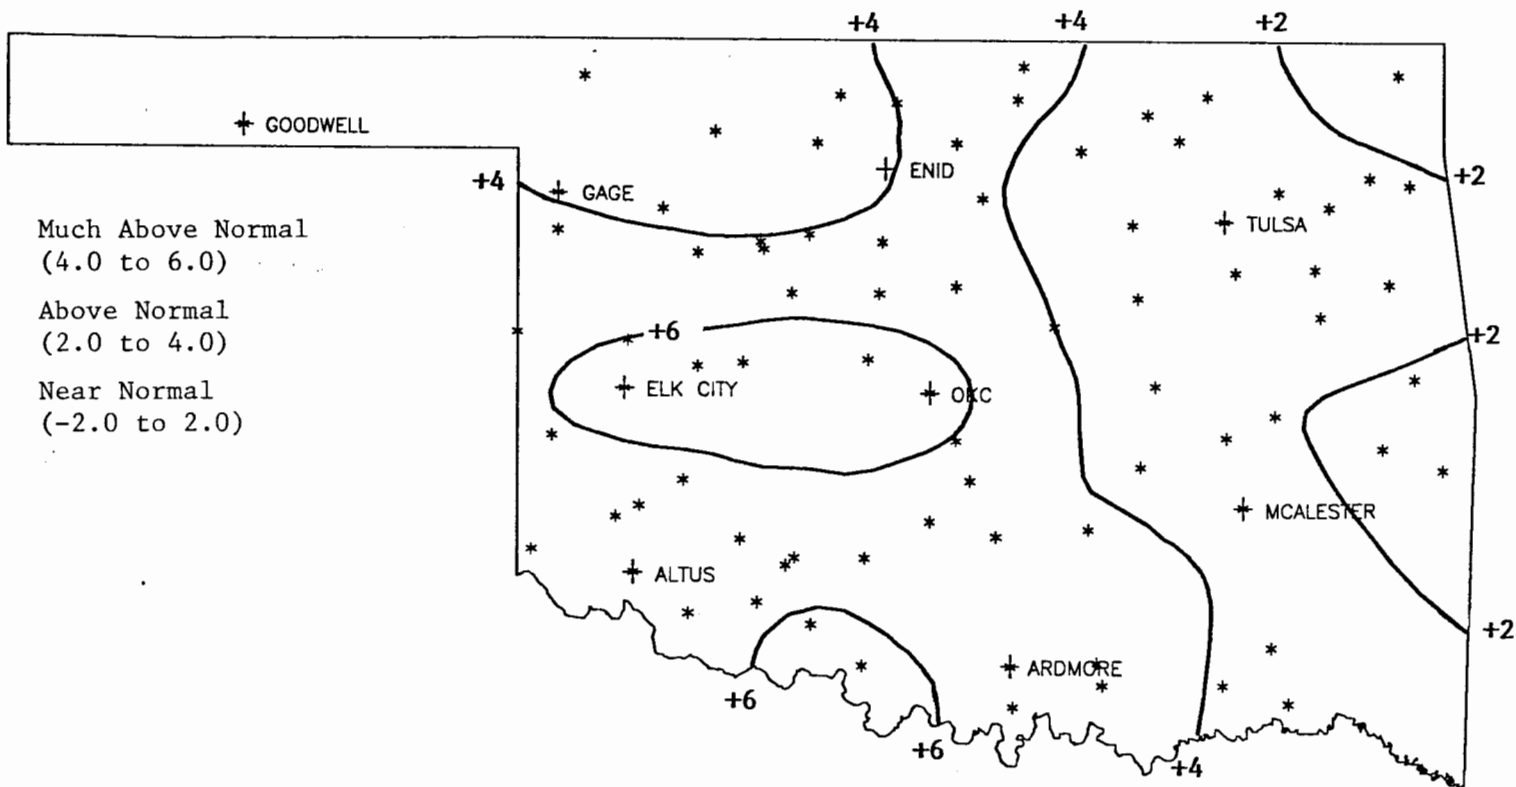 +4 +4 +2
GOODWELL
ENID
+4
GAGE
+2
TULSA
Much Above Normal
(4.0 to 6.0)
Above Normal
(2.0 to 4.0)
Near Normal
(-2.0 to 2.0)
+6
+2
ELK CITY
OKC
MCALESTER
ALTUS
+2
ARDMORE
+6
+6
+4